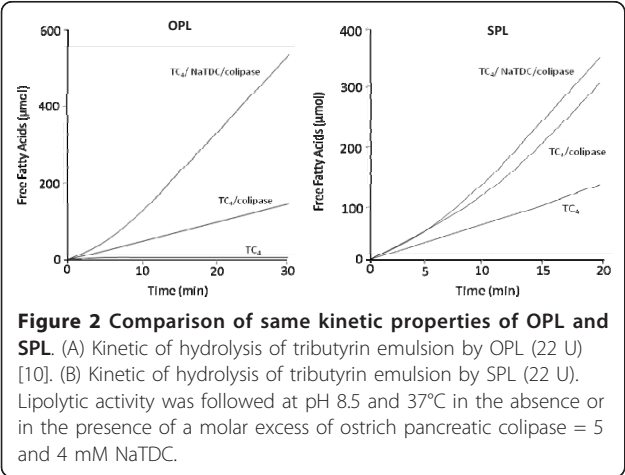 OPL
600
400
200
0
Free Fatty Acids (µmol)
TC4/ NaTDC/colipase
TC4/colipase
TC4
0 10 20 30
Time (min)
SPL
400
300
200
100
0
Free Fatty Acids (µmol)
TC4/ NaTDC/colipase
TC4/colipase
TC4
0 5 10 15 20
Time (min)
Figure 2 Comparison of same kinetic properties of OPL and
SPL. (A) Kinetic of hydrolysis of tributyrin emulsion by OPL (22 U)
[10]. (B) Kinetic of hydrolysis of tributyrin emulsion by SPL (22 U).
Lipolytic activity was followed at pH 8.5 and 37°C in the absence or
in the presence of a molar excess of ostrich pancreatic colipase = 5
and 4 mM NaTDC.